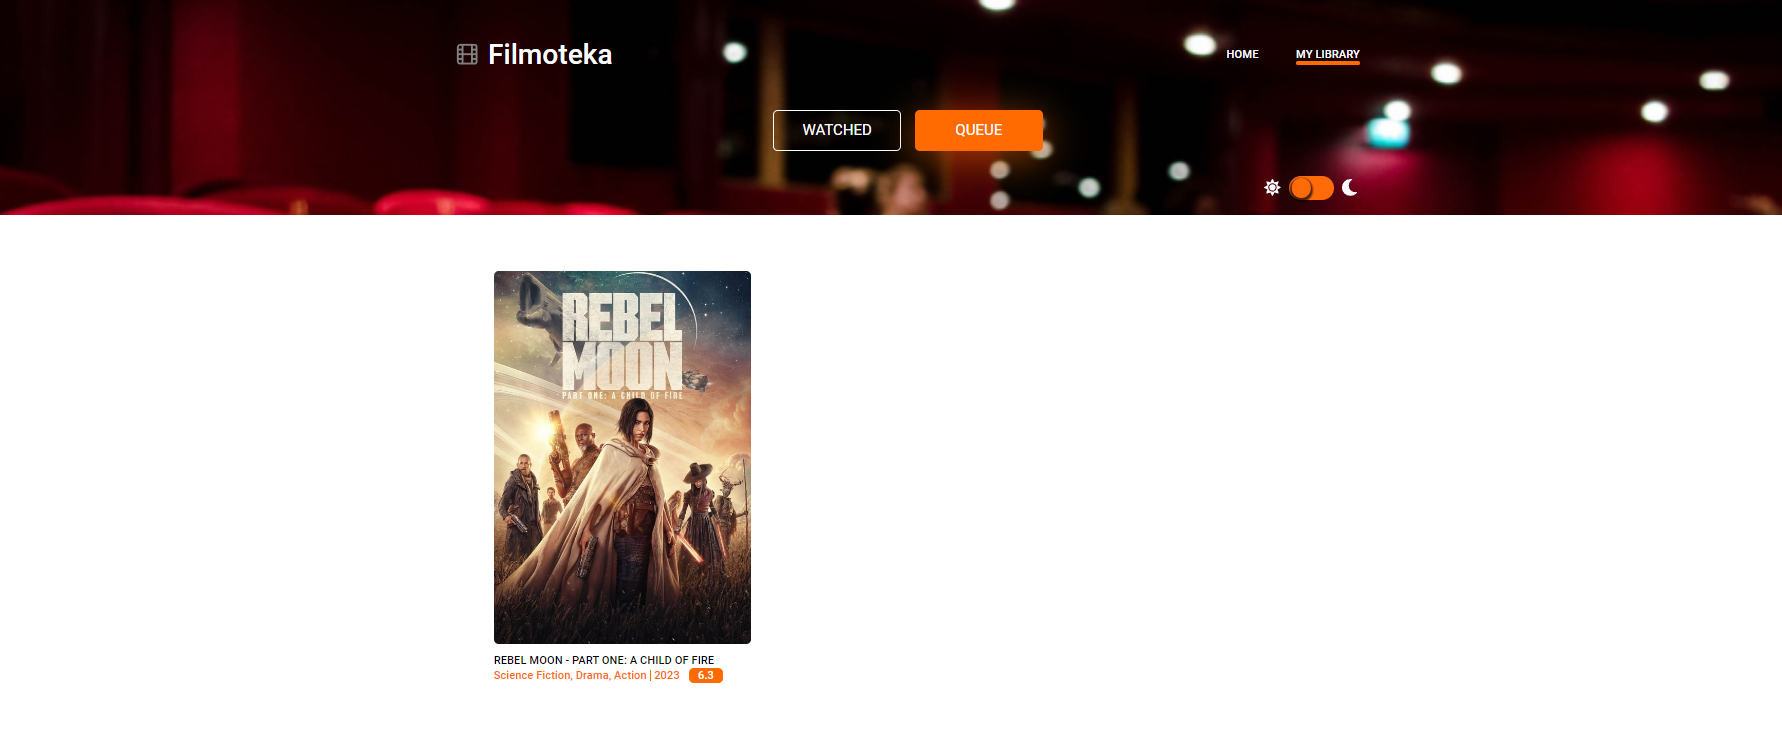 Filmoteka
HOME
MY LIBRARY
WATCHED
QUEUE
REBEL
MOON
PART ONE: A CHILD OF FIRE
REBEL MOON - PART ONE: A CHILD OF FIRE
Science Fiction, Drama, Action | 2023 6.3